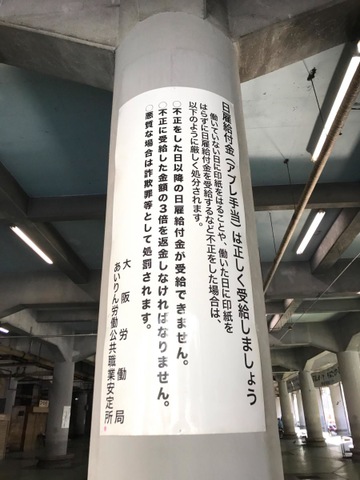 日雇給付金（アブレ手当）は正しく受給しましょう
働いていない日に印紙をはることや、働いた日に印紙を
はらずに日雇給付金を受給するなど不正をした場合は、
以下のように厳しく処分されます。
○不正をした日以降の日雇給付金が受給できません。
○不正に受給した金額の３倍を返金しなければなりません。
○悪質な場合は詐欺罪等として処罰されます。
大阪労働局
あいりん労働公共職業安定所